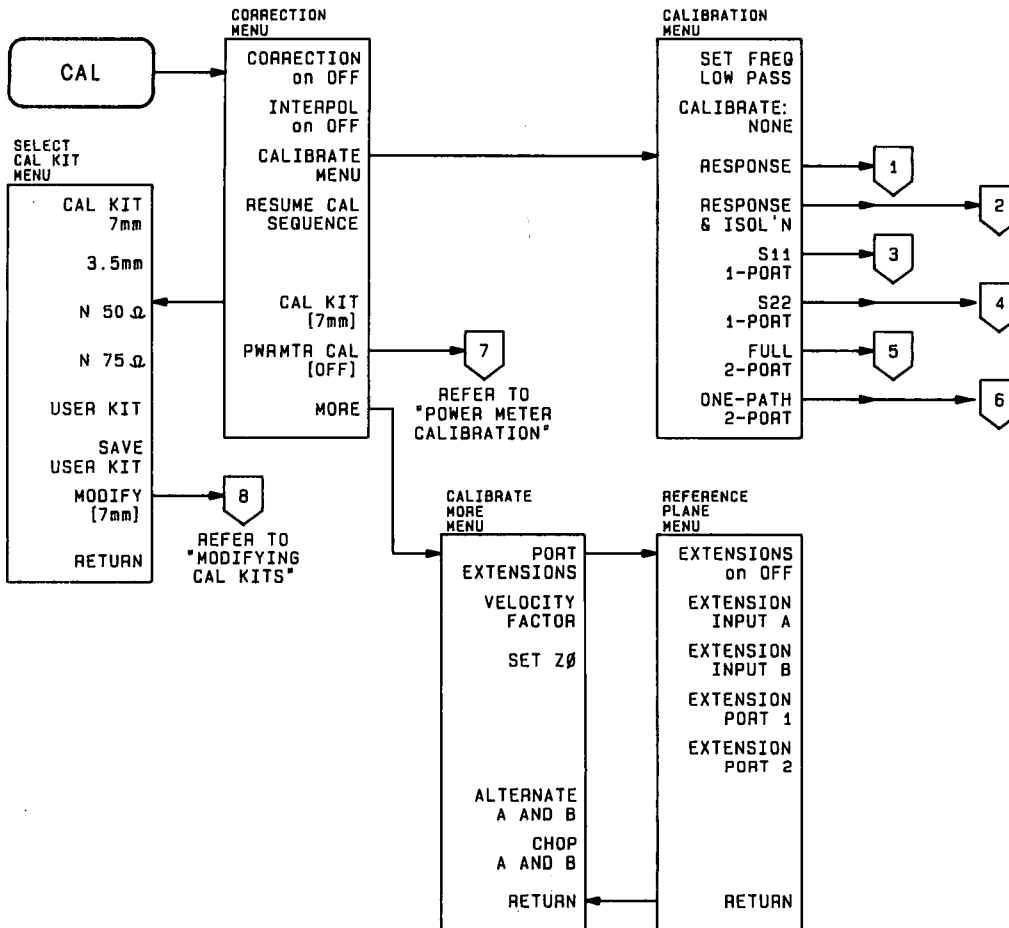 CAL
CORRECTION
MENU
CORRECTION
on OFF
INTERPOL
on OFF
CALIBRATE
MENU
RESUME CAL
SEQUENCE
CAL KIT
[7mm]
PWRMTR CAL
[OFF]
MORE
7
REFER TO
"POWER METER
CALIBRATION"
SELECT
CAL KIT
MENU
CAL KIT
7mm
3.5mm
N 50 Ω
N 75 Ω
USER KIT
SAVE
USER KIT
MODIFY
[7mm]
RETURN
8
REFER TO
"MODIFYING
CAL KITS"
CALIBRATION
MENU
SET FREQ
LOW PASS
CALIBRATE:
NONE
RESPONSE
1
RESPONSE
& ISOL'N
2
S11
1-PORT
3
S22
1-PORT
4
FULL
2-PORT
5
ONE-PATH
2-PORT
6
CALIBRATE
MORE
MENU
PORT
EXTENSIONS
VELOCITY
FACTOR
SET ZØ
ALTERNATE
A AND B
CHOP
A AND B
RETURN
REFERENCE
PLANE
MENU
EXTENSIONS
on OFF
EXTENSION
INPUT A
EXTENSION
INPUT B
EXTENSION
PORT 1
EXTENSION
PORT 2
RETURN